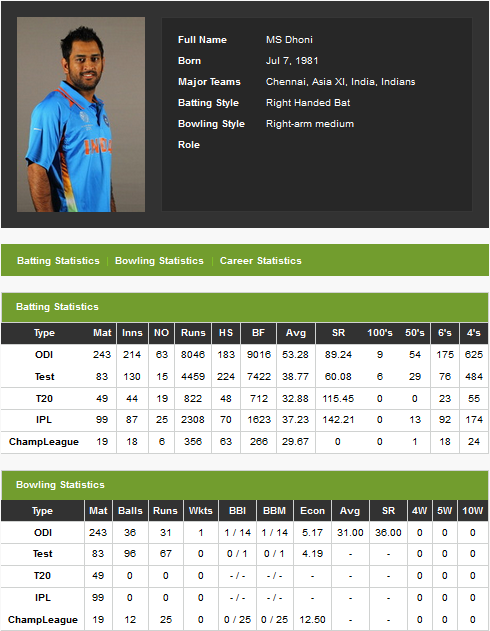 Full Name MS Dhoni
Born Jul 7, 1981
Major Teams Chennai, Asia XI, India, Indians
Batting Style Right Handed Bat
Bowling Style Right-arm medium
Role
INDIA
Batting Statistics | Bowling Statistics | Career Statistics
Batting Statistics
Type Mat Inns NO Runs HS BF Avg SR 100's 50's 6's 4's
ODI 243 214 63 8046 183 9016 53.28 89.24 9 54 175 625
Test 83 130 15 4459 224 7422 38.77 60.08 6 29 76 484
T20 49 44 19 822 48 712 32.88 115.45 0 0 23 55
IPL 99 87 25 2308 70 1623 37.23 142.21 0 13 92 174
ChampLeague 19 18 6 356 63 266 29.67 0 0 1 18 24
Bowling Statistics
Type Mat Balls Runs Wkts BBI BBM Econ Avg SR 4W 5W 10W
ODI 243 36 31 1 1 / 14 1 / 14 5.17 31.00 36.00 0 0 0
Test 83 96 67 0 0 / 1 0 / 1 4.19 - - 0 0 0
T20 49 0 0 0 - / - - / - - - 0 0 0
IPL 99 0 0 0 - / - - / - - - 0 0 0
ChampLeague 19 12 25 0 0 / 25 0 / 25 12.50 - - 0 0 0